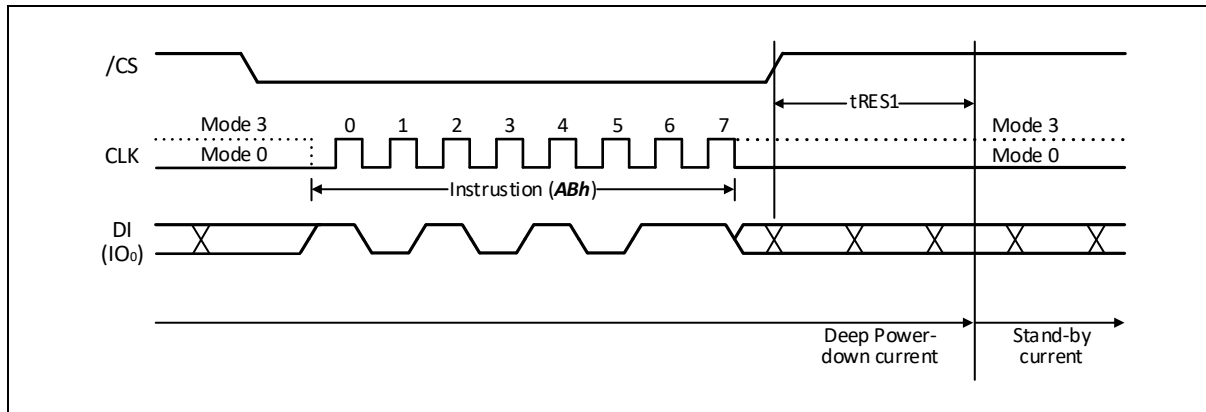 /CS
tRES1
0 1 2 3 4 5 6 7
Mode 3 Mode 3
CLK Mode 0 Mode 0
Instrustion (ABh)
DI
(IO₀)
Deep Power-
down current
Stand-by
current